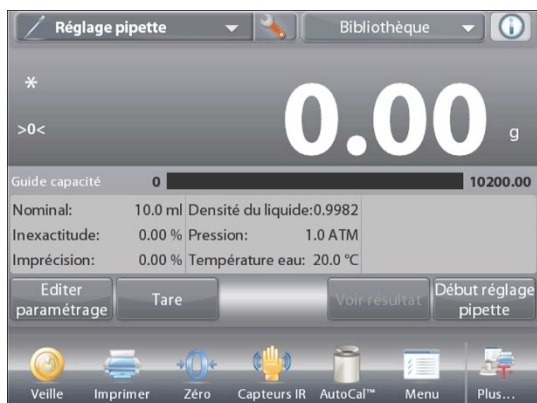 Réglage pipette
Bibliothèque
*
>0<
0.00 g
Guide capacité 0 10200.00
Nominal: 10.0 ml Densité du liquide:0.9982
Inexactitude: 0.00 % Pression: 1.0 ATM
Imprécision: 0.00 % Température eau: 20.0 °C
Editer
paramétrage
Tare
Voir résultat
Début réglage
pipette
Veille Imprimer Zéro Capteurs IR AutoCal™ Menu Plus...